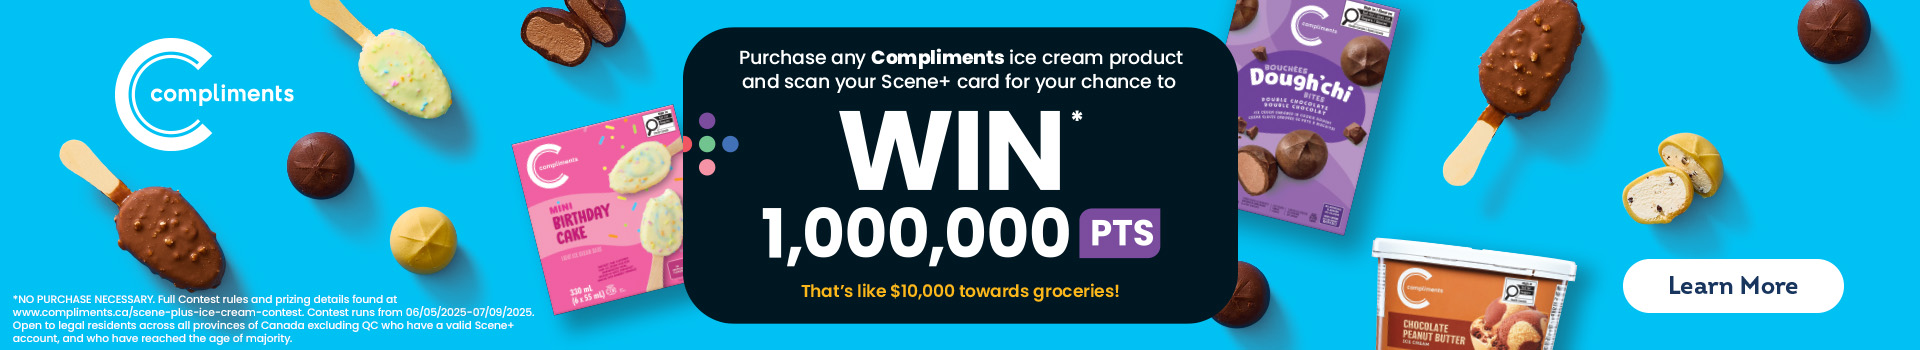 compliments
Purchase any Compliments ice cream product
and scan your Scene+ card for your chance to
WIN*
1,000,000 PTS
That's like $10,000 towards groceries!
compliments
MINI
BIRTHDAY
CAKE
330 mL
(6 x 55 mL)
compliments
BOUCHÉES
Dough'chi
BITES
DOUBLE CHOCOLATE
DOUBLE CHOCOLAT
compliments
CHOCOLATE
PEANUT BUTTER
ICE CREAM
Learn More
*NO PURCHASE NECESSARY. Full Contest rules and prizing details found at
www.compliments.ca/scene-plus-ice-cream-contest. Contest runs from 06/05/2025-07/09/2025.
Open to legal residents across all provinces of Canada excluding QC who have a valid Scene+
account, and who have reached the age of majority.